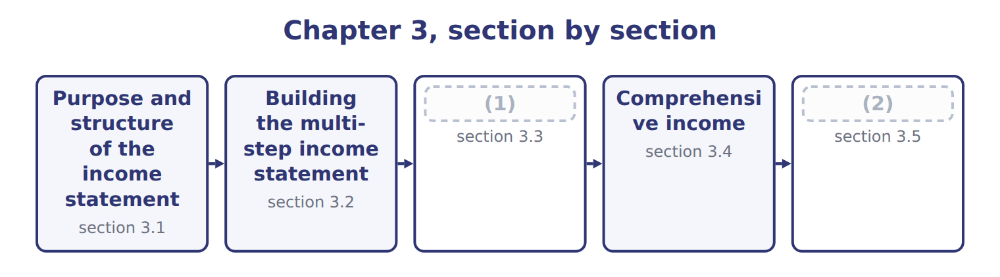 Chapter 3, section by section
Purpose and
structure
of the
income
statement
section 3.1
Building
the multi-
step income
statement
section 3.2
(1)
section 3.3
Comprehensi
ve income
section 3.4
(2)
section 3.5